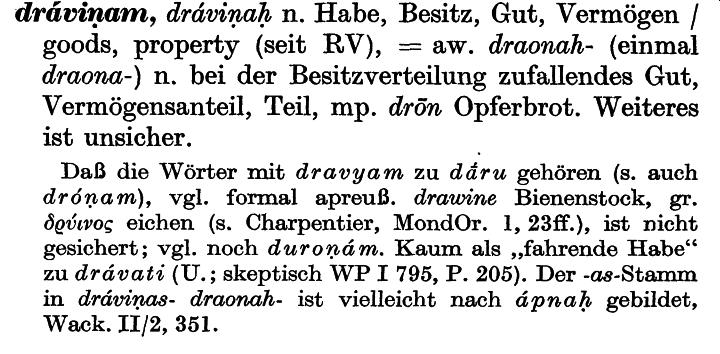 dráviṇam, dráviṇaḥ n. Habe, Besitz, Gut, Vermögen /
goods, property (seit RV), = aw. draonah- (einmal
draona-) n. bei der Besitzverteilung zufallendes Gut,
Vermögensanteil, Teil, mp. drōn Opferbrot. Weiteres
ist unsicher.
Daß die Wörter mit dravyam zu dā́ru gehören (s. auch
dróṇam), vgl. formal apreuß. drawine Bienenstock, gr.
δρύινος eichen (s. Charpentier, MondOr. 1, 23ff.), ist nicht
gesichert; vgl. noch duroṇám. Kaum als „fahrende Habe“
zu drávati (U.; skeptisch WP I 795, P. 205). Der -as-Stamm
in dráviṇas- draonah- ist vielleicht nach ápnaḥ gebildet,
Wack. II/2, 351.